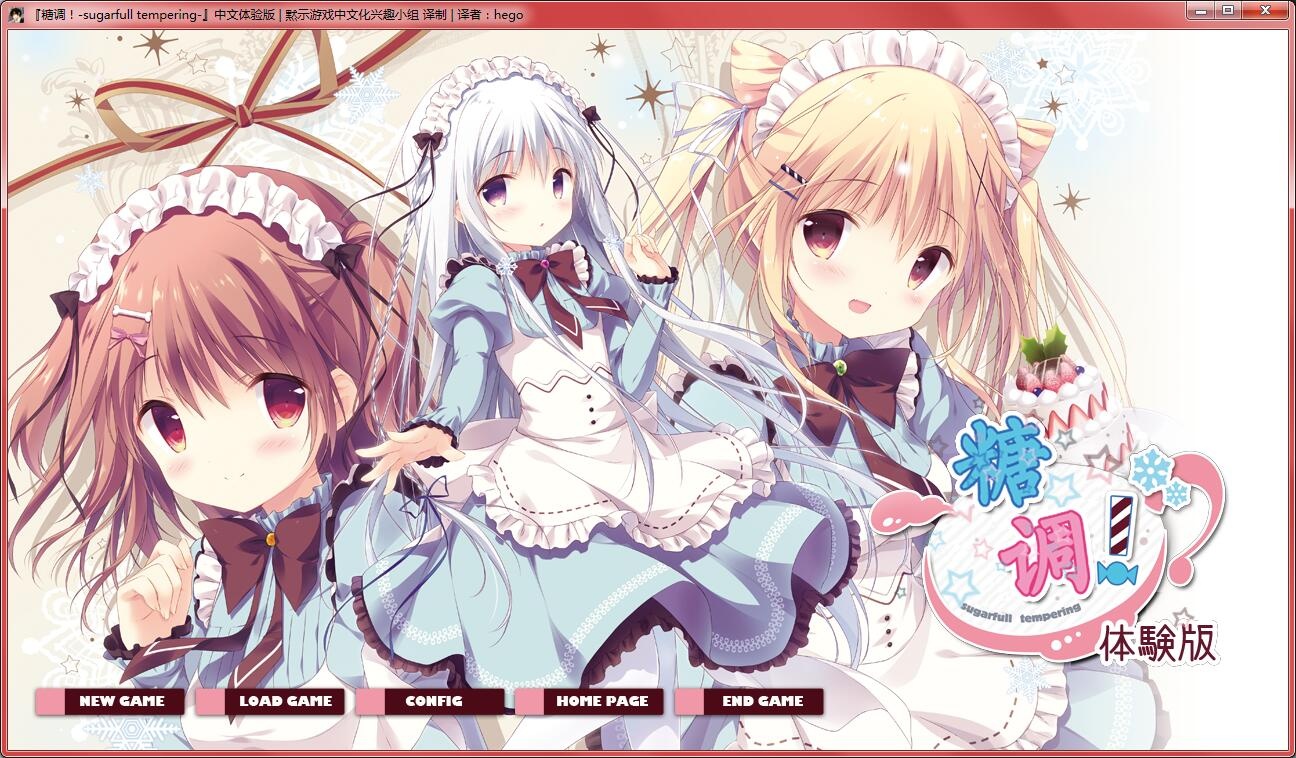 『糖调！-sugarfull tempering-』中文体验版 | 黙示游戏中文化兴趣小组 译制 | 译者：hego
糖调！
sugarfull tempering
体験版
NEW GAME
LOAD GAME
CONFIG
HOME PAGE
END GAME